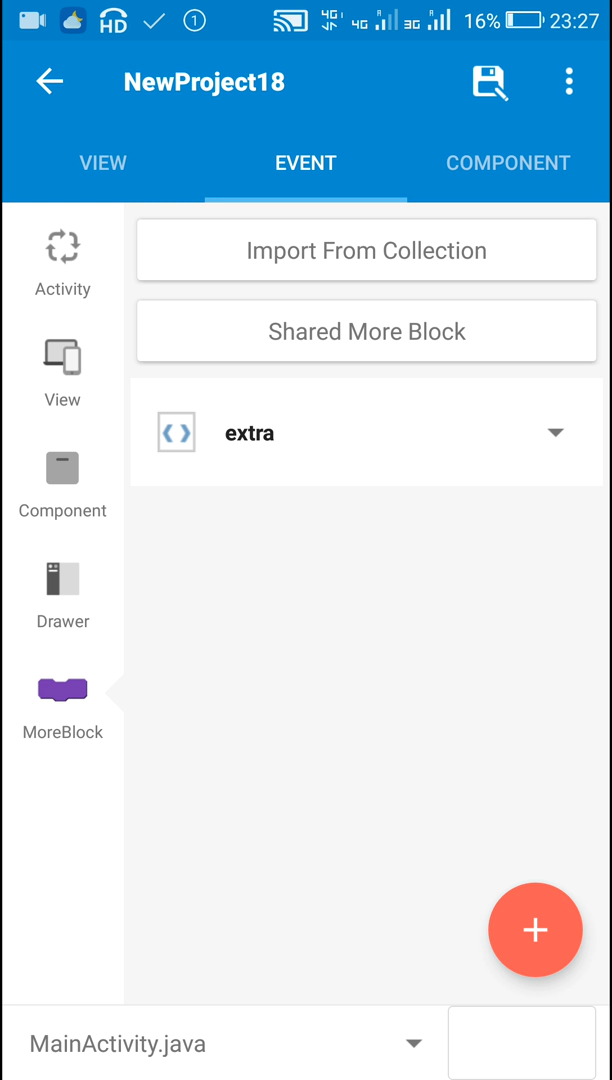 HD
1
4G
4G
R
3G
R
16%
23:27
NewProject18
VIEW
EVENT
COMPONENT
Activity
View
Component
Drawer
MoreBlock
Import From Collection
Shared More Block
extra
MainActivity.java